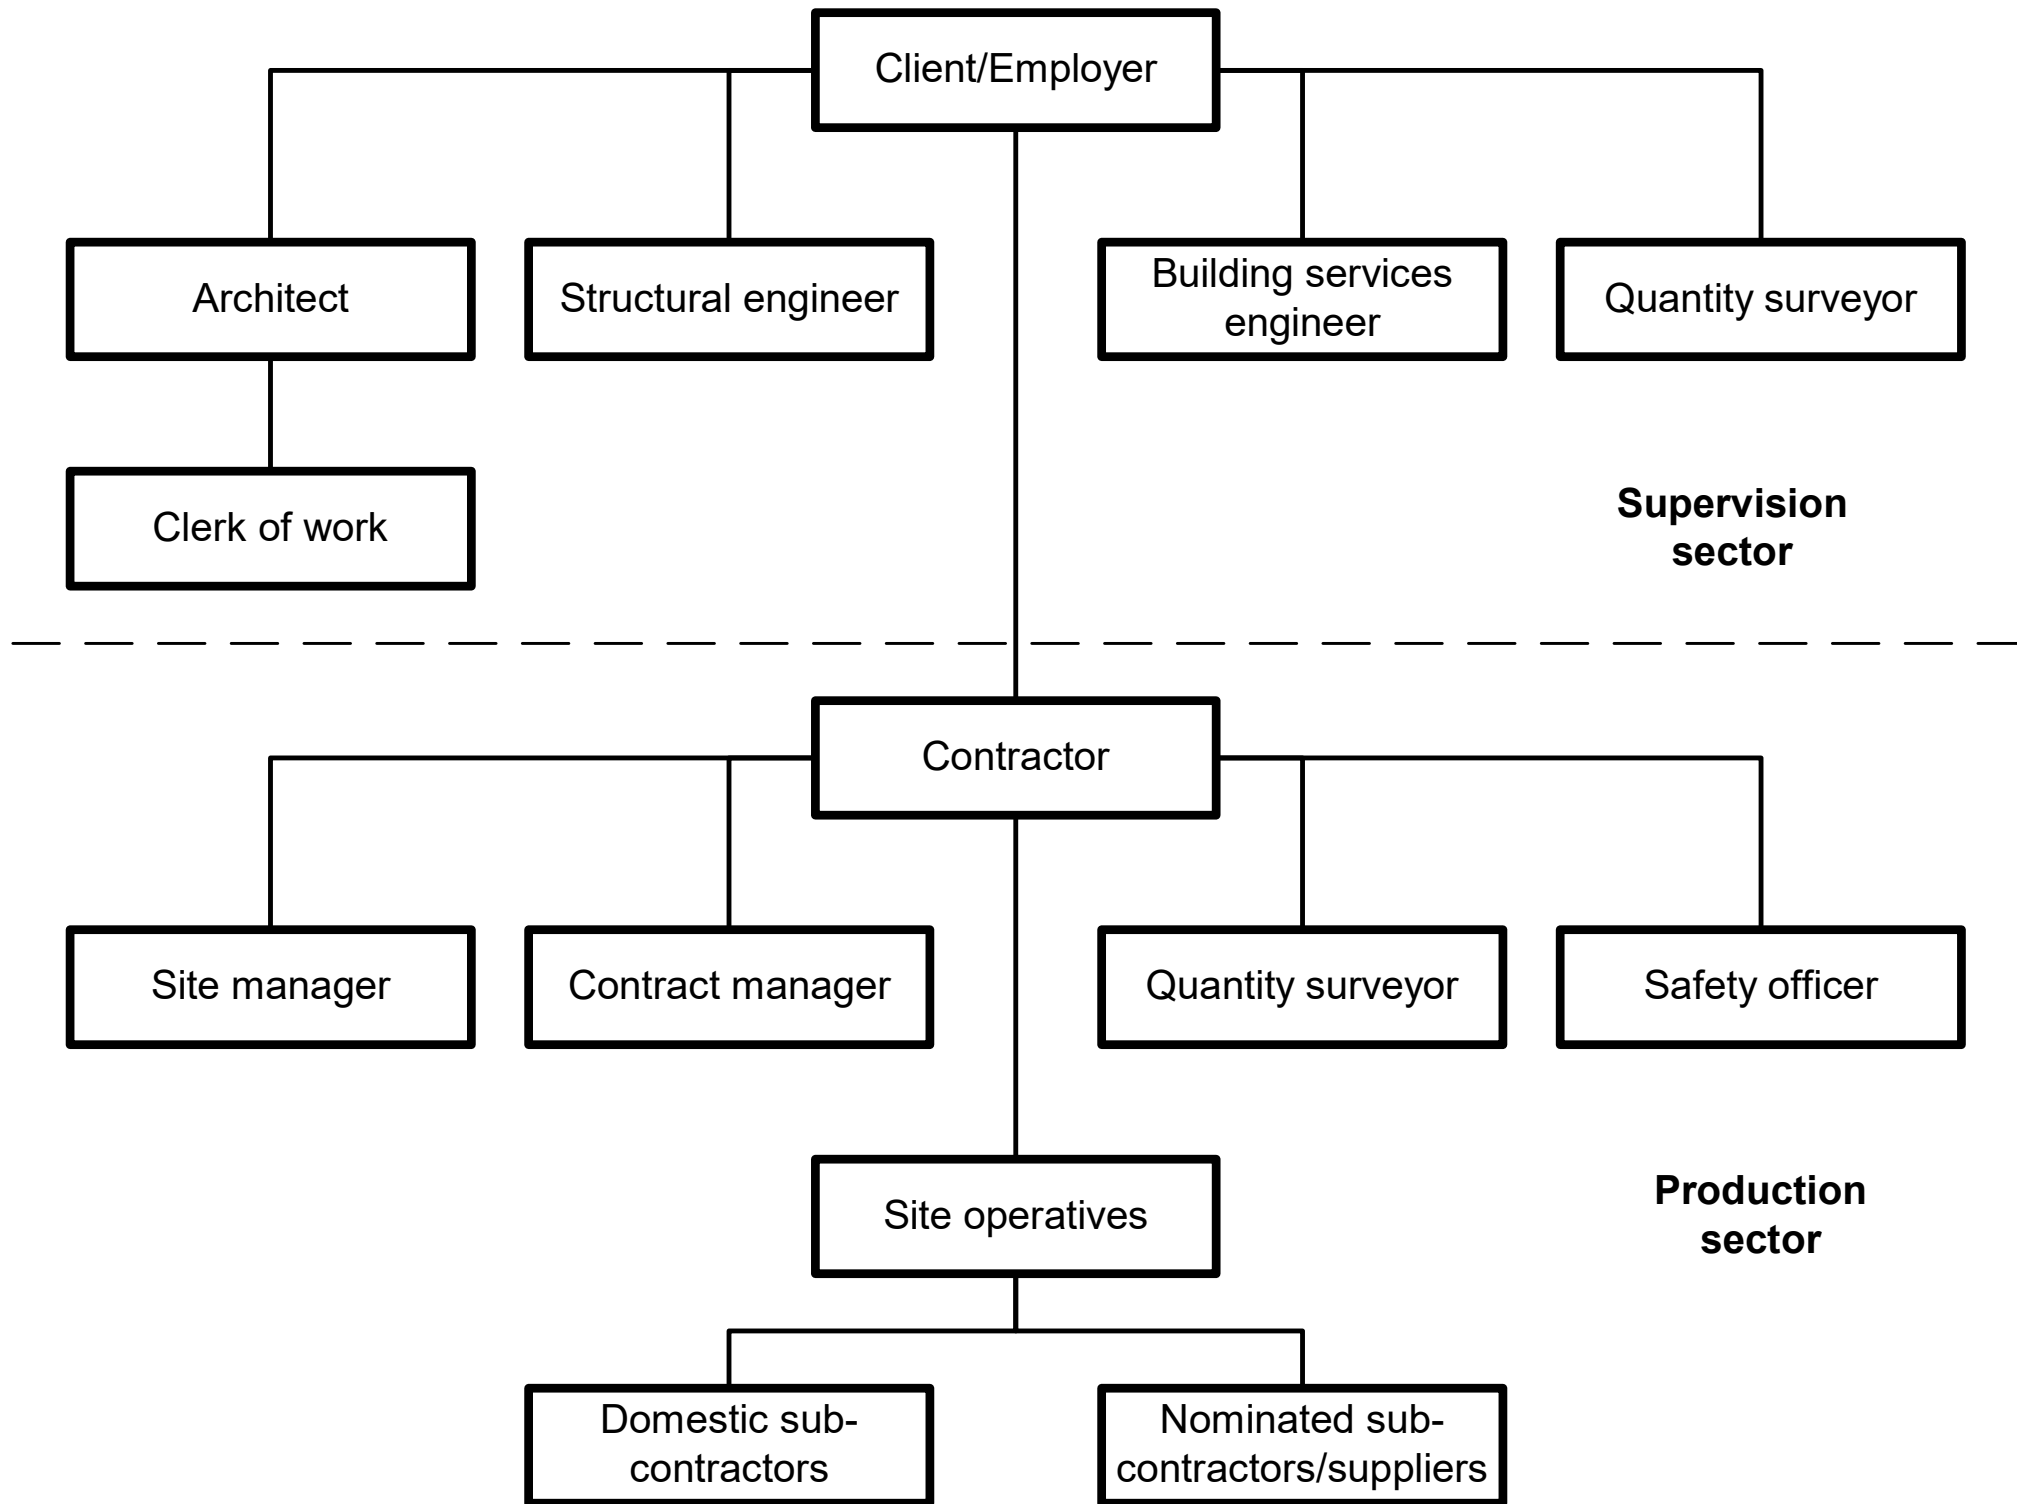 Client/Employer
Architect
Structural engineer
Building services
engineer
Quantity surveyor
Clerk of work
Supervision
sector
Contractor
Site manager
Contract manager
Quantity surveyor
Safety officer
Site operatives
Production
sector
Domestic sub-
contractors
Nominated sub-
contractors/suppliers